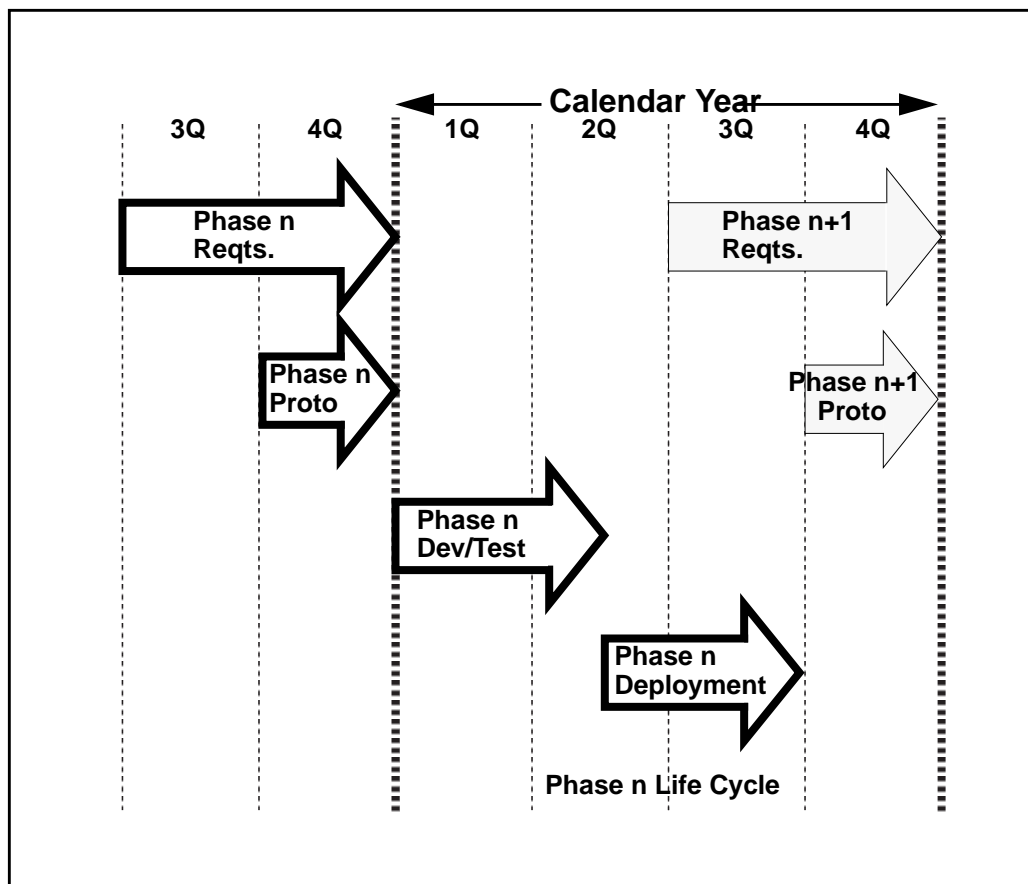 Calendar Year
3Q 4Q 1Q 2Q 3Q 4Q
Phase n
Reqts.
Phase n+1
Reqts.
Phase n
Proto
Phase n+1
Proto
Phase n
Dev/Test
Phase n
Deployment
Phase n Life Cycle